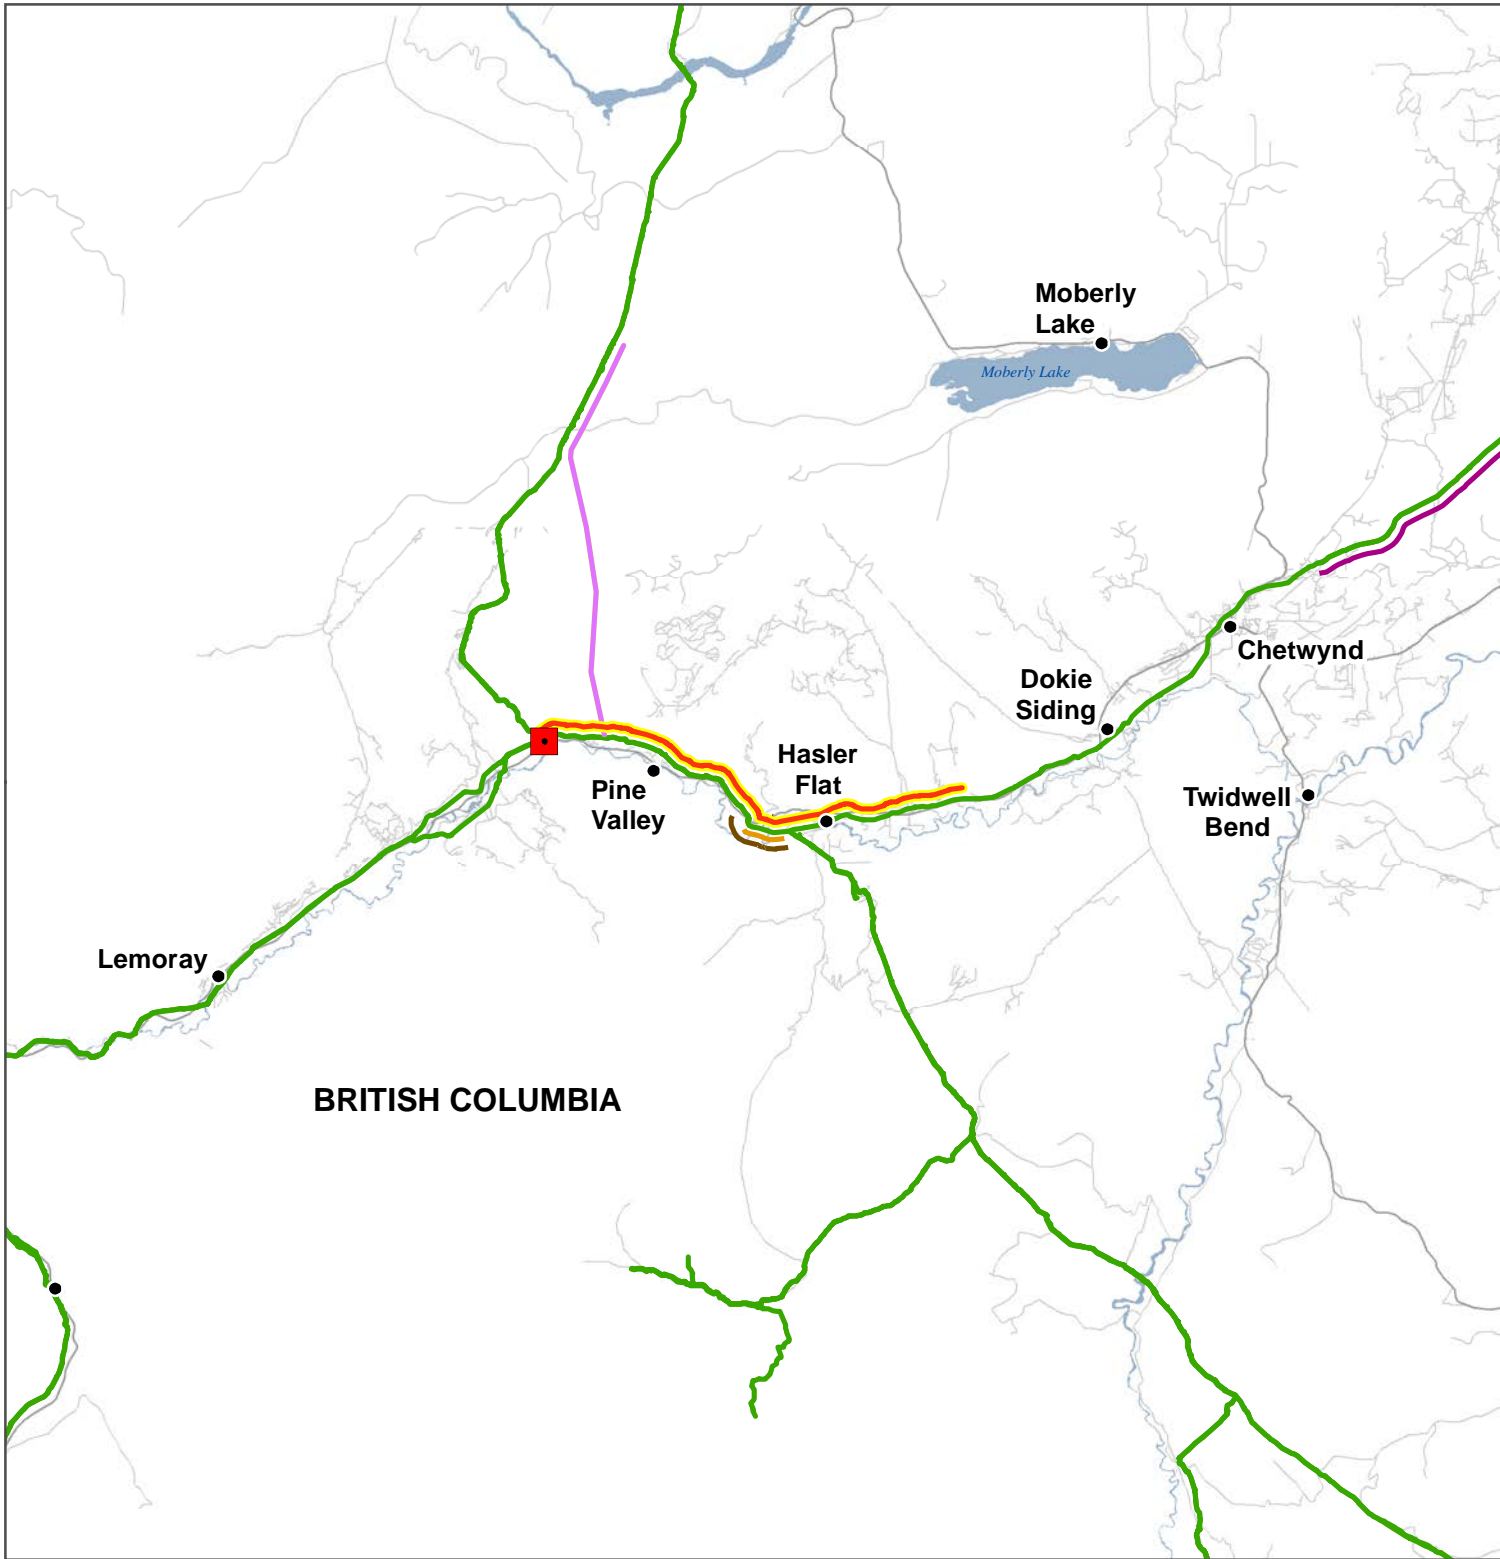 Moberly
Lake
Moberly Lake
Chetwynd
Dokie
Siding
Hasler
Flat
Pine
Valley
Twidwell
Bend
Lemoray
BRITISH COLUMBIA